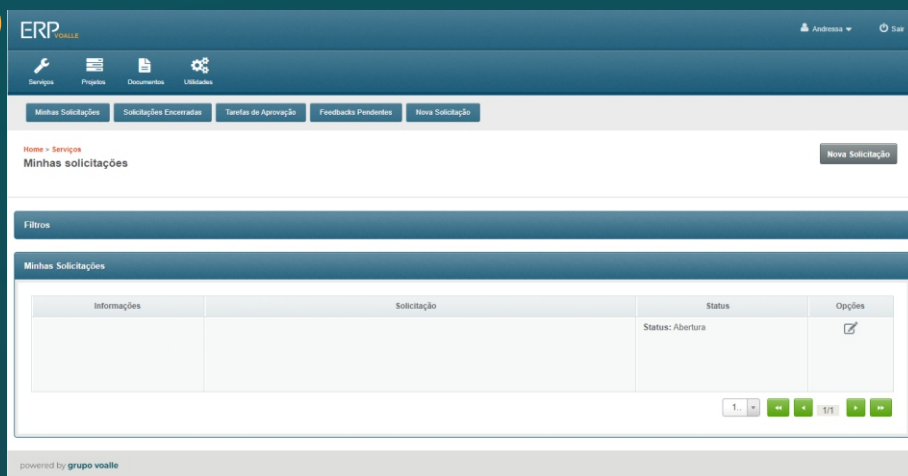 ERP VOALLE
Andressa
Sair
Serviços
Projetos
Documentos
Utilidades
Minhas Solicitações
Solicitações Encerradas
Tarefas de Aprovação
Feedbacks Pendentes
Nova Solicitação
Home > Serviços
Minhas solicitações
Nova Solicitação
Filtros
Minhas Solicitações
Informações
Solicitação
Status
Opções
Status: Abertura
1..
1/1
powered by grupo voalle